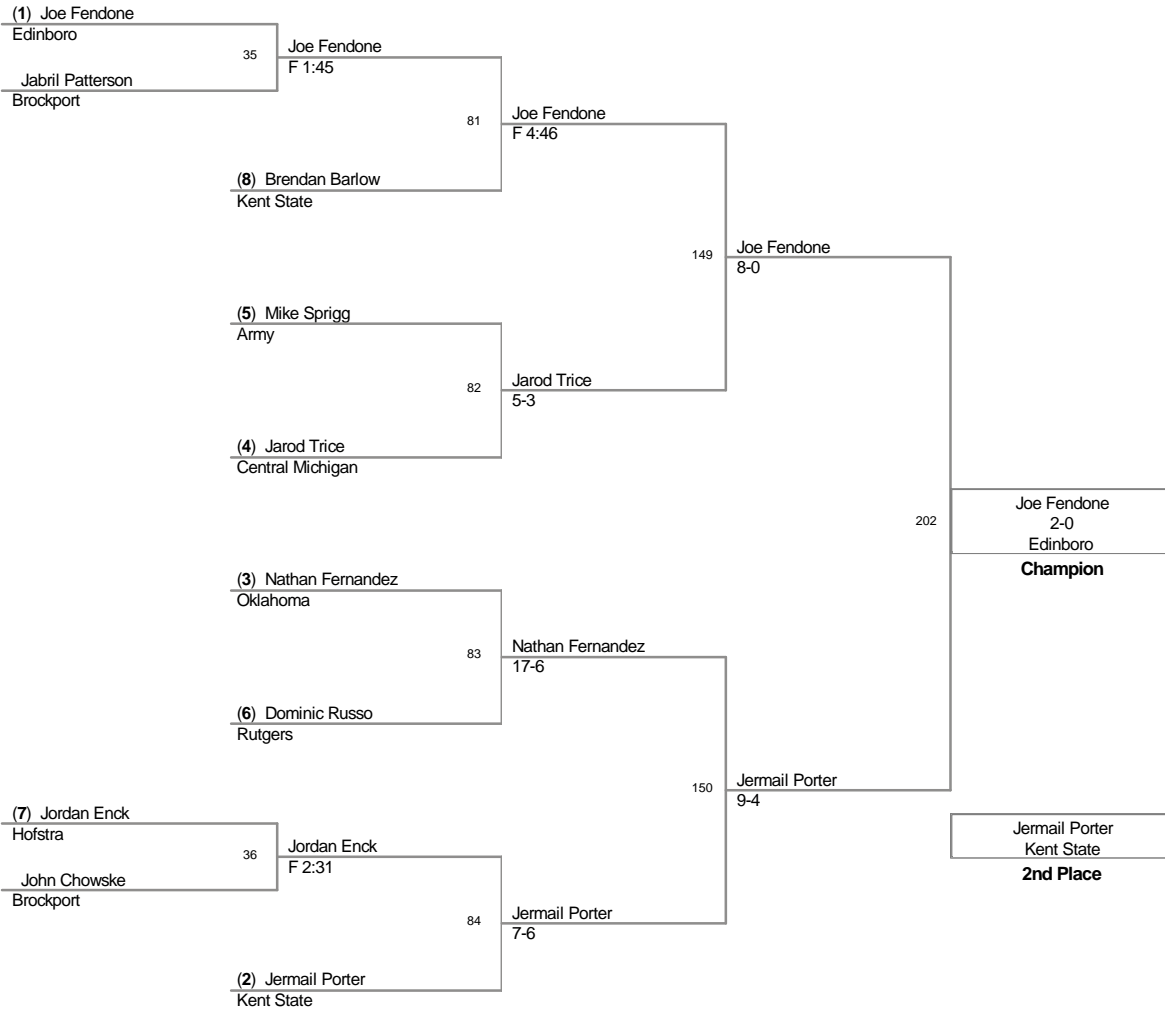 (1) Joe Fendone
Edinboro
35
Joe Fendone
F 1:45
Jabril Patterson
Brockport
81
Joe Fendone
F 4:46
(8) Brendan Barlow
Kent State
149
Joe Fendone
8-0
(5) Mike Sprigg
Army
82
Jarod Trice
5-3
(4) Jarod Trice
Central Michigan
202
Joe Fendone
2-0
Edinboro
Champion
(3) Nathan Fernandez
Oklahoma
83
Nathan Fernandez
17-6
(6) Dominic Russo
Rutgers
150
Jermail Porter
9-4
(7) Jordan Enck
Hofstra
36
Jordan Enck
F 2:31
John Chowske
Brockport
84
Jermail Porter
7-6
(2) Jermail Porter
Kent State
Jermail Porter
Kent State
2nd Place